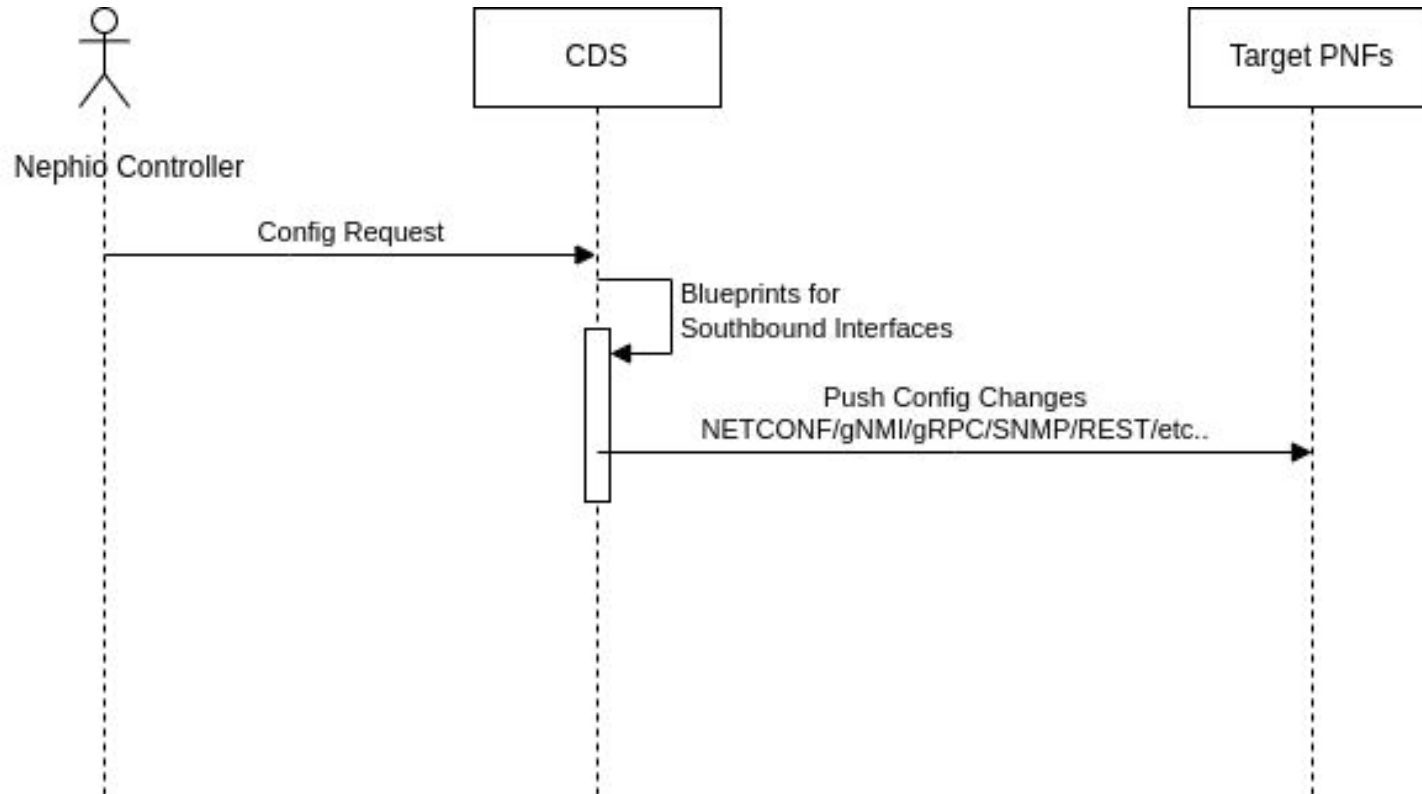 CDS
Target PNFs
Nephio Controller
Config Request
Blueprints for
Southbound Interfaces
Push Config Changes
NETCONF/gNMI/gRPC/SNMP/REST/etc..